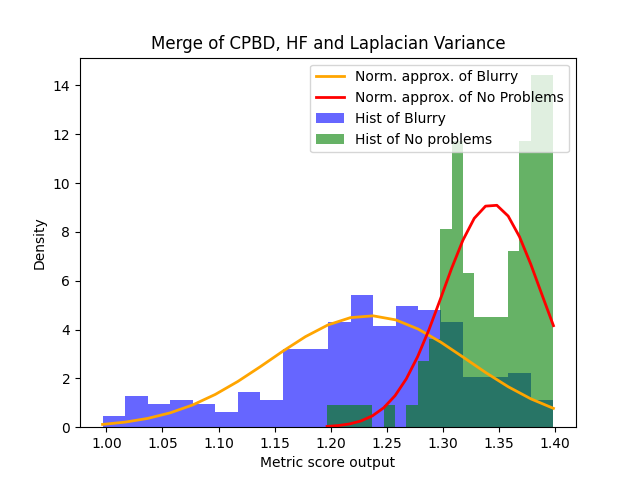 Merge of CPBD, HF and Laplacian Variance
Norm. approx. of Blurry
Norm. approx. of No Problems
Hist of Blurry
Hist of No problems
Density
14
12
10
8
6
4
2
0
1.00 1.05 1.10 1.15 1.20 1.25 1.30 1.35 1.40
Metric score output